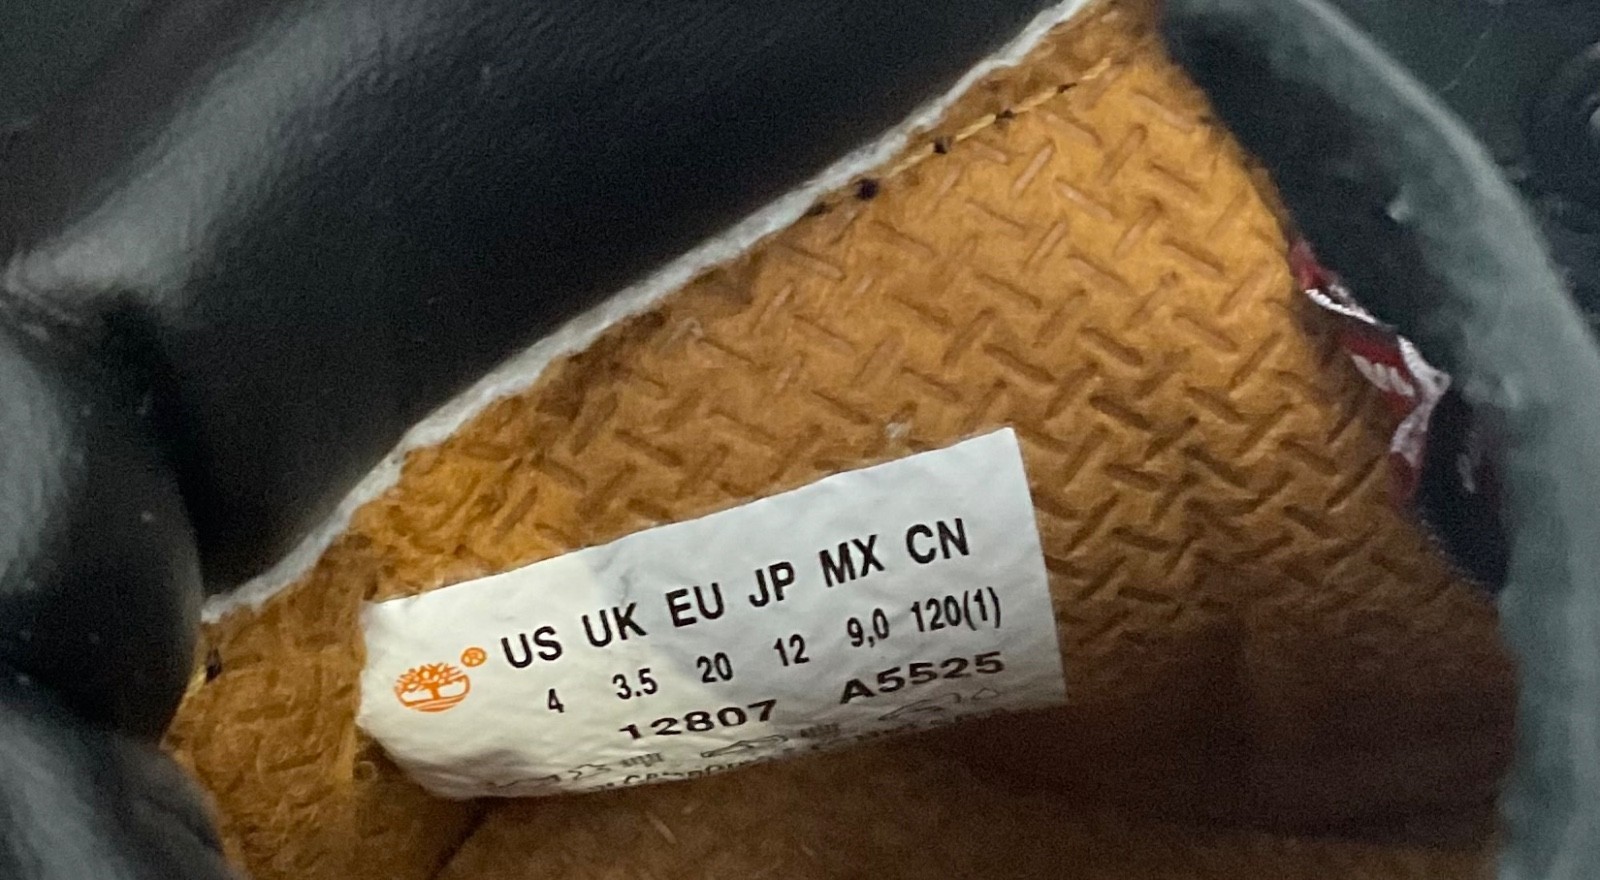 ® US UK EU JP MX CN
4 3.5 20 12 9,0 120(1)
12807 A5525